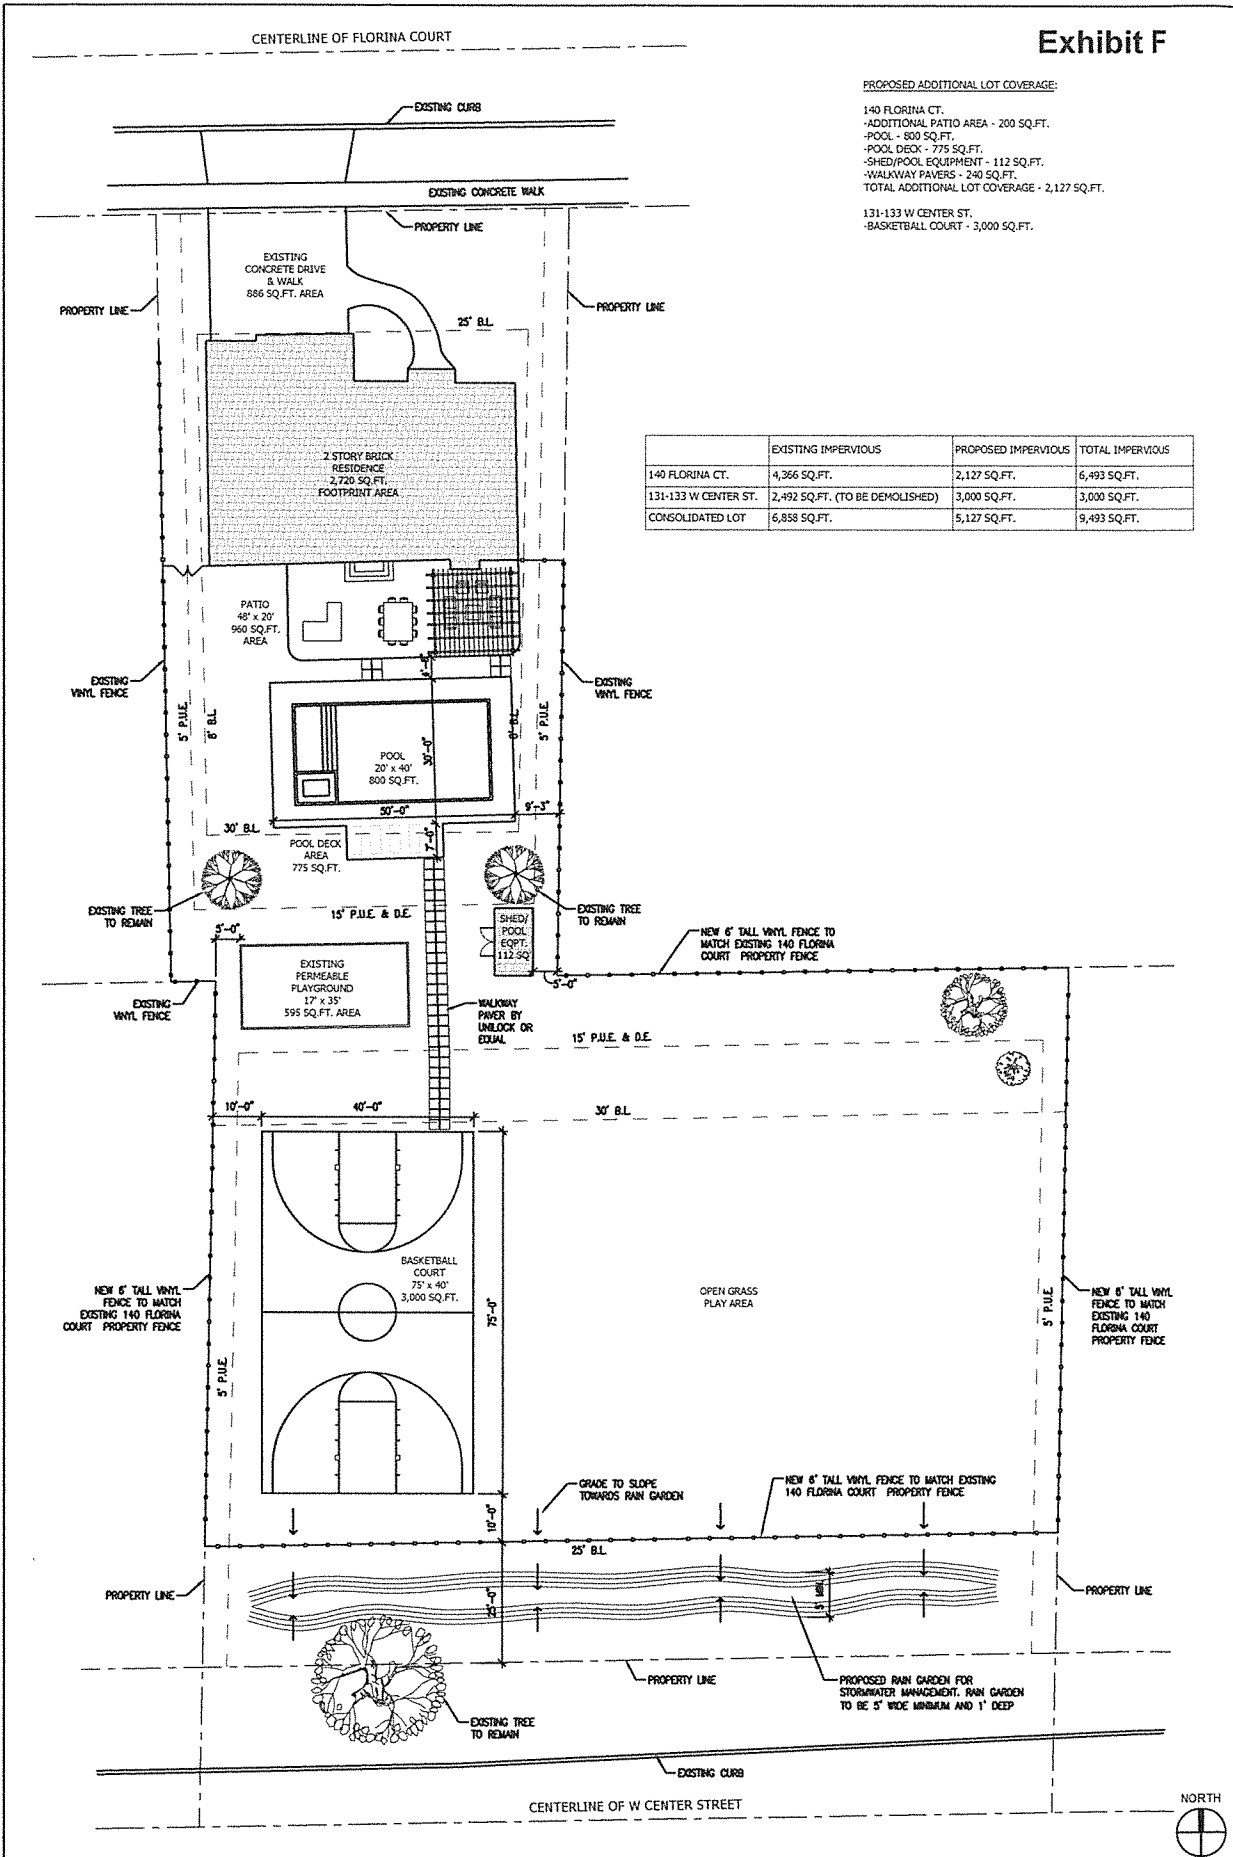 CENTERLINE OF FLORINA COURT
Exhibit F
PROPOSED ADDITIONAL LOT COVERAGE:
140 FLORINA CT.
-ADDITIONAL PATIO AREA - 200 SQ.FT.
-POOL - 800 SQ.FT.
-POOL DECK - 775 SQ.FT.
-SHED/POOL EQUIPMENT - 112 SQ.FT.
-WALKWAY PAVERS - 240 SQ.FT.
TOTAL ADDITIONAL LOT COVERAGE - 2,127 SQ.FT.
131-133 W CENTER ST.
-BASKETBALL COURT - 3,000 SQ.FT.
EXISTING CURB
EXISTING CONCRETE WALK
PROPERTY LINE
EXISTING
CONCRETE DRIVE
& WALK
886 SQ.FT. AREA
PROPERTY LINE
PROPERTY LINE
25' B.L.
2 STORY BRICK
RESIDENCE
2,720 SQ.FT.
FOOTPRINT AREA
EXISTING IMPERVIOUS PROPOSED IMPERVIOUS TOTAL IMPERVIOUS
140 FLORINA CT. 4,366 SQ.FT. 2,127 SQ.FT. 6,493 SQ.FT.
131-133 W CENTER ST. 2,492 SQ.FT. (TO BE DEMOLISHED) 3,000 SQ.FT. 3,000 SQ.FT.
CONSOLIDATED LOT 6,858 SQ.FT. 5,127 SQ.FT. 9,493 SQ.FT.
PATIO
48' x 20'
960 SQ.FT.
AREA
EXISTING
VINYL FENCE
EXISTING
VINYL FENCE
5' P.U.E.
8' B.L.
8' B.L.
5' P.U.E.
POOL
20' x 40'
800 SQ.FT.
30'-0"
50'-0"
9'-3"
30' B.L.
7'-0"
POOL DECK
AREA
775 SQ.FT.
EXISTING TREE
TO REMAIN
15' P.U.E. & D.E.
EXISTING TREE
TO REMAIN
SHED/
POOL
EQPT.
112 SQ
5'-0"
5'-0"
NEW 6' TALL VINYL FENCE TO
MATCH EXISTING 140 FLORINA
COURT PROPERTY FENCE
EXISTING
PERMEABLE
PLAYGROUND
17' x 35'
595 SQ.FT. AREA
EXISTING
VINYL FENCE
WALKWAY
PAVER BY
UNILOCK OR
EQUAL
15' P.U.E. & D.E.
10'-0"
40'-0"
30' B.L.
BASKETBALL
COURT
75' x 40'
3,000 SQ.FT.
75'-0"
OPEN GRASS
PLAY AREA
NEW 6' TALL VINYL
FENCE TO MATCH
EXISTING 140 FLORINA
COURT PROPERTY FENCE
5' P.U.E.
5' P.U.E.
NEW 6' TALL VINYL
FENCE TO MATCH
EXISTING 140
FLORINA COURT
PROPERTY FENCE
GRADE TO SLOPE
TOWARDS RAIN GARDEN
NEW 6' TALL VINYL FENCE TO MATCH EXISTING
140 FLORINA COURT PROPERTY FENCE
10'-0"
25' B.L.
PROPERTY LINE
25'-0"
5' MIN.
PROPERTY LINE
PROPERTY LINE
PROPOSED RAIN GARDEN FOR
STORMWATER MANAGEMENT. RAIN GARDEN
TO BE 5' WIDE MINIMUM AND 1' DEEP
EXISTING TREE
TO REMAIN
EXISTING CURB
CENTERLINE OF W CENTER STREET
NORTH